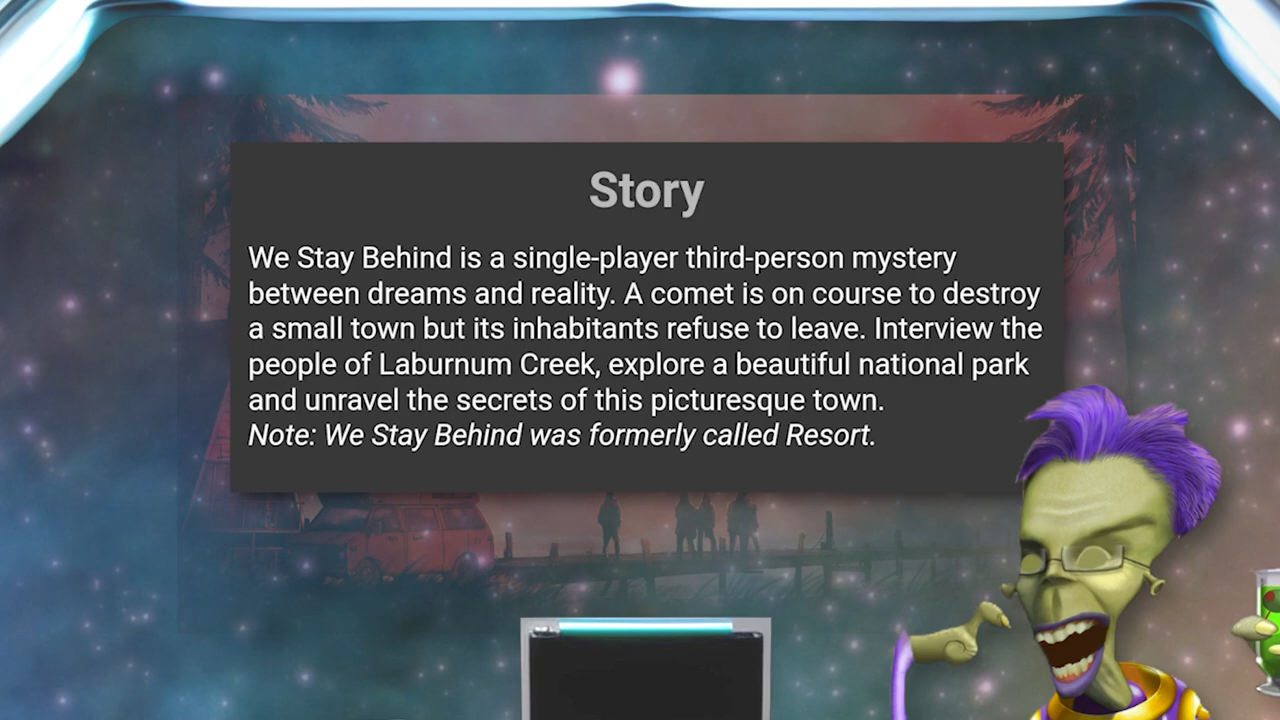 Story
We Stay Behind is a single-player third-person mystery
between dreams and reality. A comet is on course to destroy
a small town but its inhabitants refuse to leave. Interview the
people of Laburnum Creek, explore a beautiful national park
and unravel the secrets of this picturesque town.
Note: We Stay Behind was formerly called Resort.